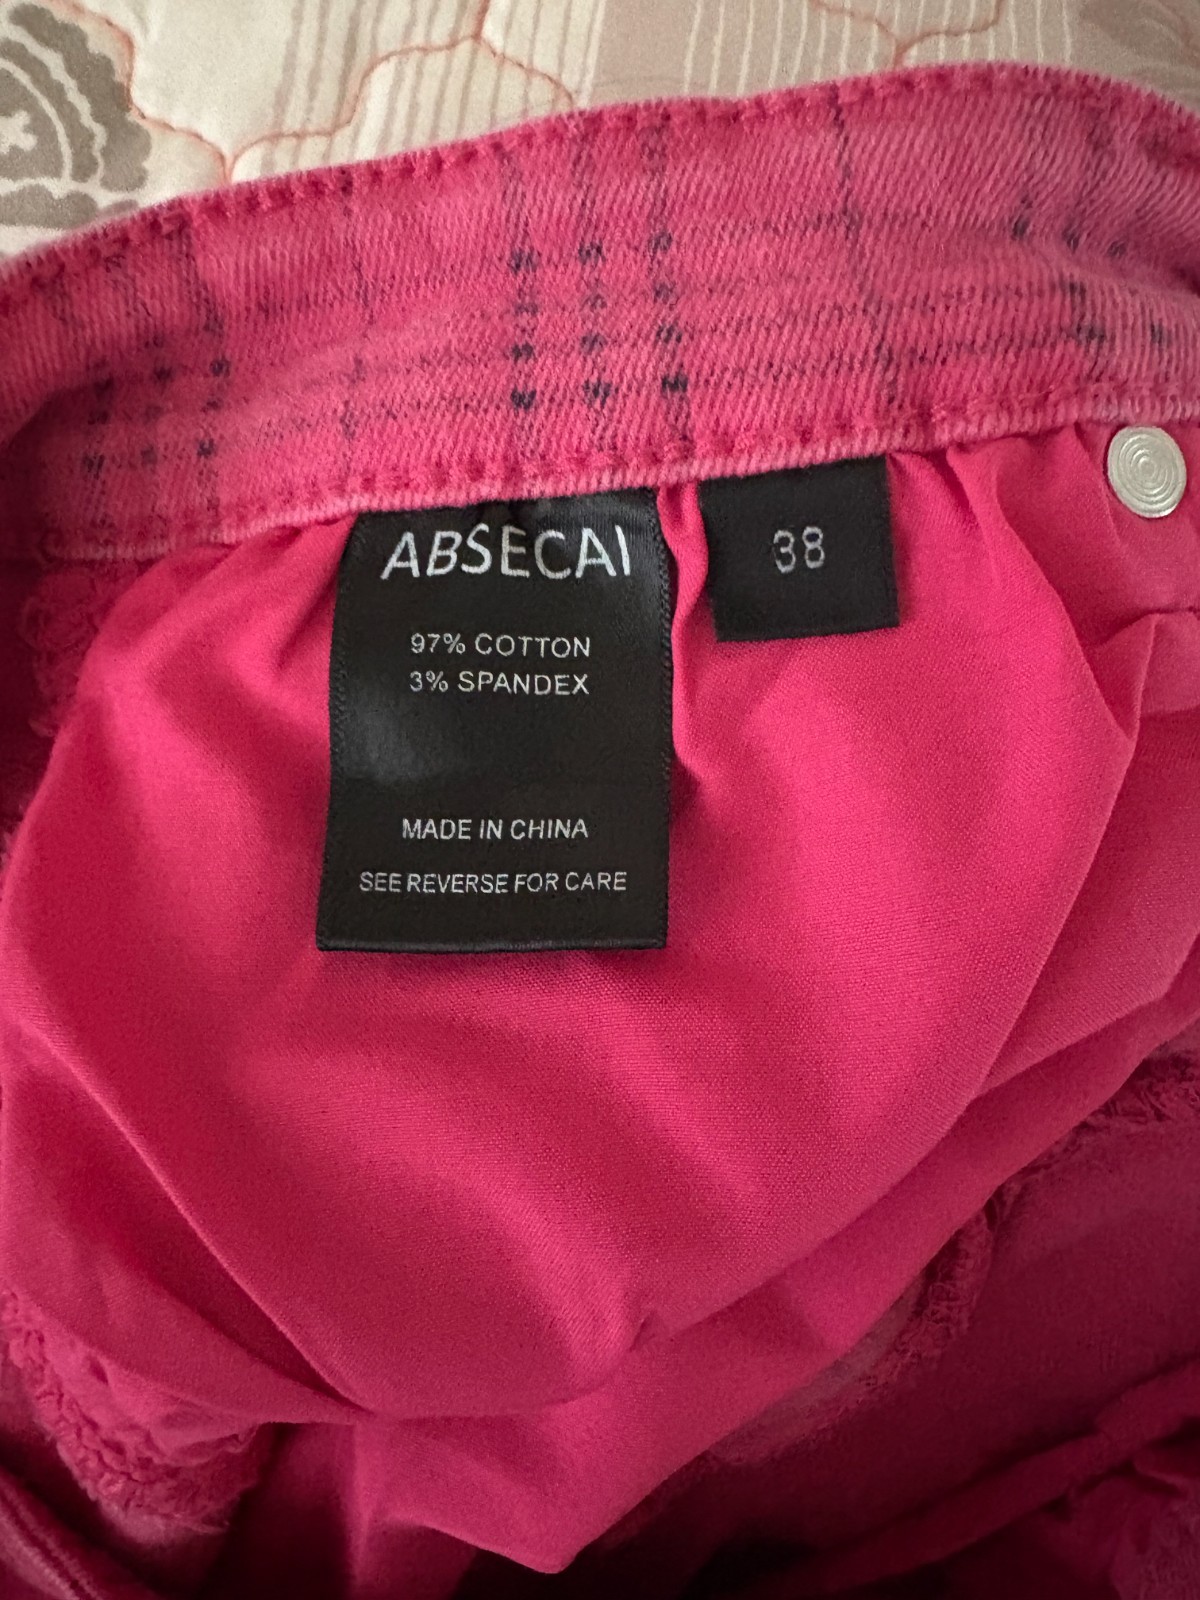 ABSECAI
38
97% COTTON
3% SPANDEX
MADE IN CHINA
SEE REVERSE FOR CARE